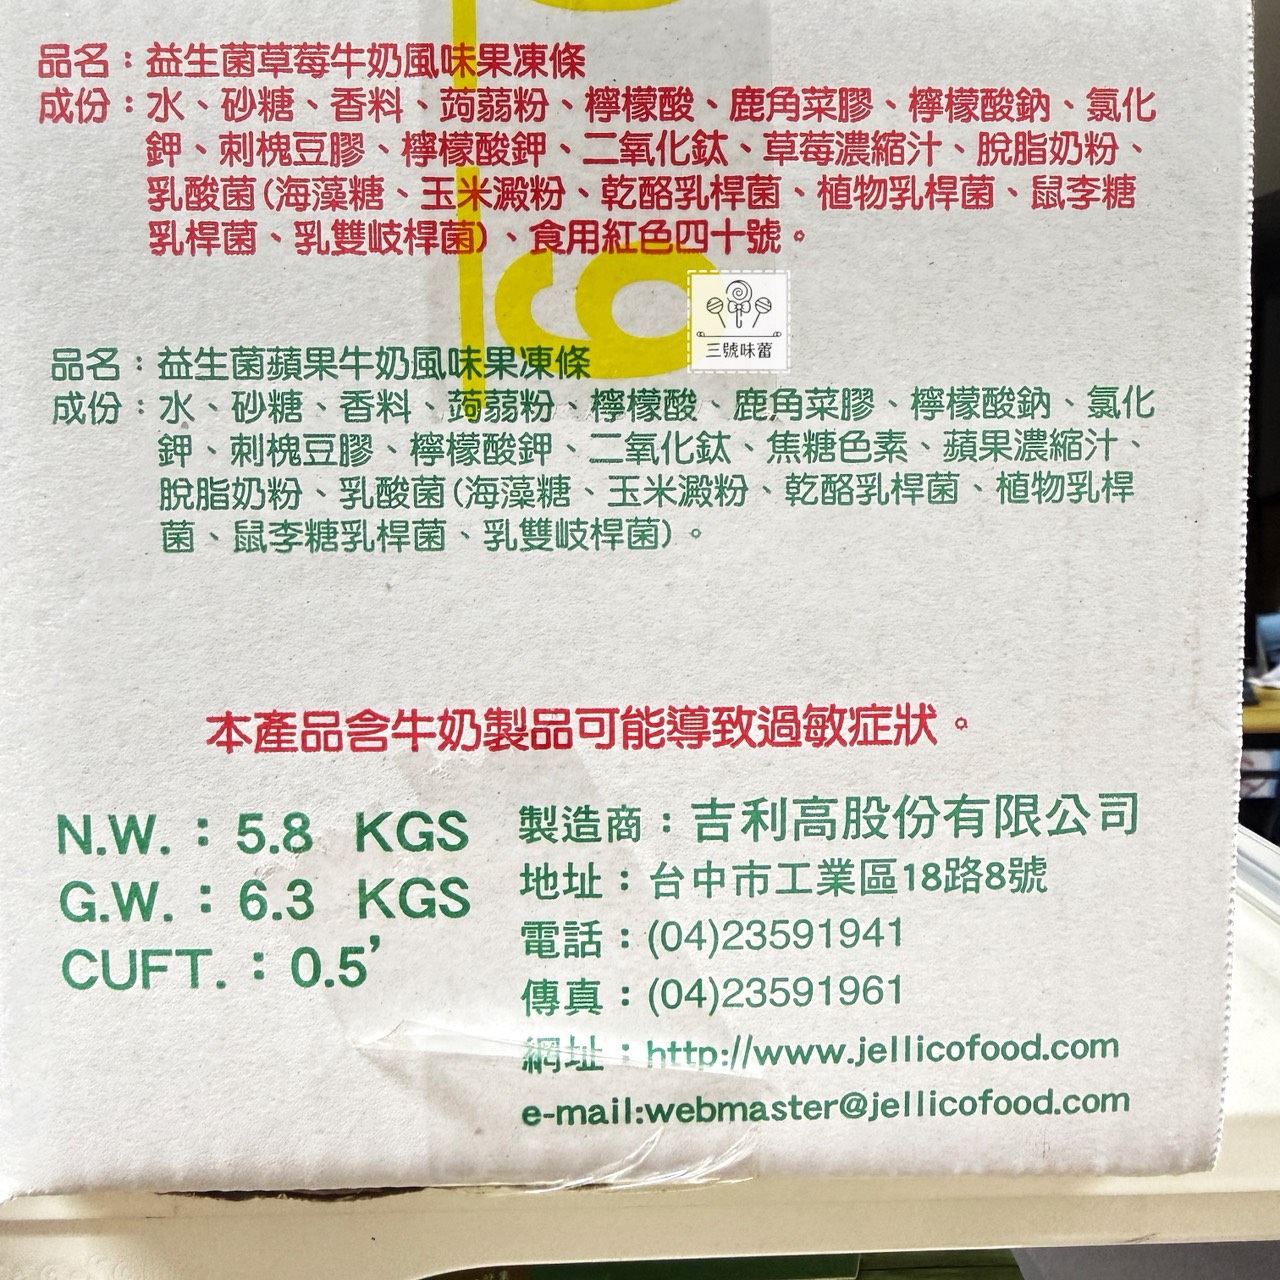 品名：益生菌草莓牛奶風味果凍條
成份：水、砂糖、香料、蒟蒻粉、檸檬酸、鹿角菜膠、檸檬酸鈉、氯化
鉀、刺槐豆膠、檸檬酸鉀、二氧化鈦、草莓濃縮汁、脫脂奶粉、
乳酸菌(海藻糖、玉米澱粉、乾酪乳桿菌、植物乳桿菌、鼠李糖
乳桿菌、乳雙岐桿菌)、食用紅色四十號。
三號味蕾
品名：益生菌蘋果牛奶風味果凍條
成份：水、砂糖、香料、蒟蒻粉、檸檬酸、鹿角菜膠、檸檬酸鈉、氯化
鉀、刺槐豆膠、檸檬酸鉀、二氧化鈦、焦糖色素、蘋果濃縮汁、
脫脂奶粉、乳酸菌(海藻糖、玉米澱粉、乾酪乳桿菌、植物乳桿
菌、鼠李糖乳桿菌、乳雙岐桿菌)。
本產品含牛奶製品可能導致過敏症狀。
N.W.：5.8 KGS
G.W.：6.3 KGS
CUFT.：0.5'
製造商：吉利高股份有限公司
地址：台中市工業區18路8號
電話：(04)23591941
傳真：(04)23591961
網址：http://www.jellicofood.com
e-mail:webmaster@jellicofood.com